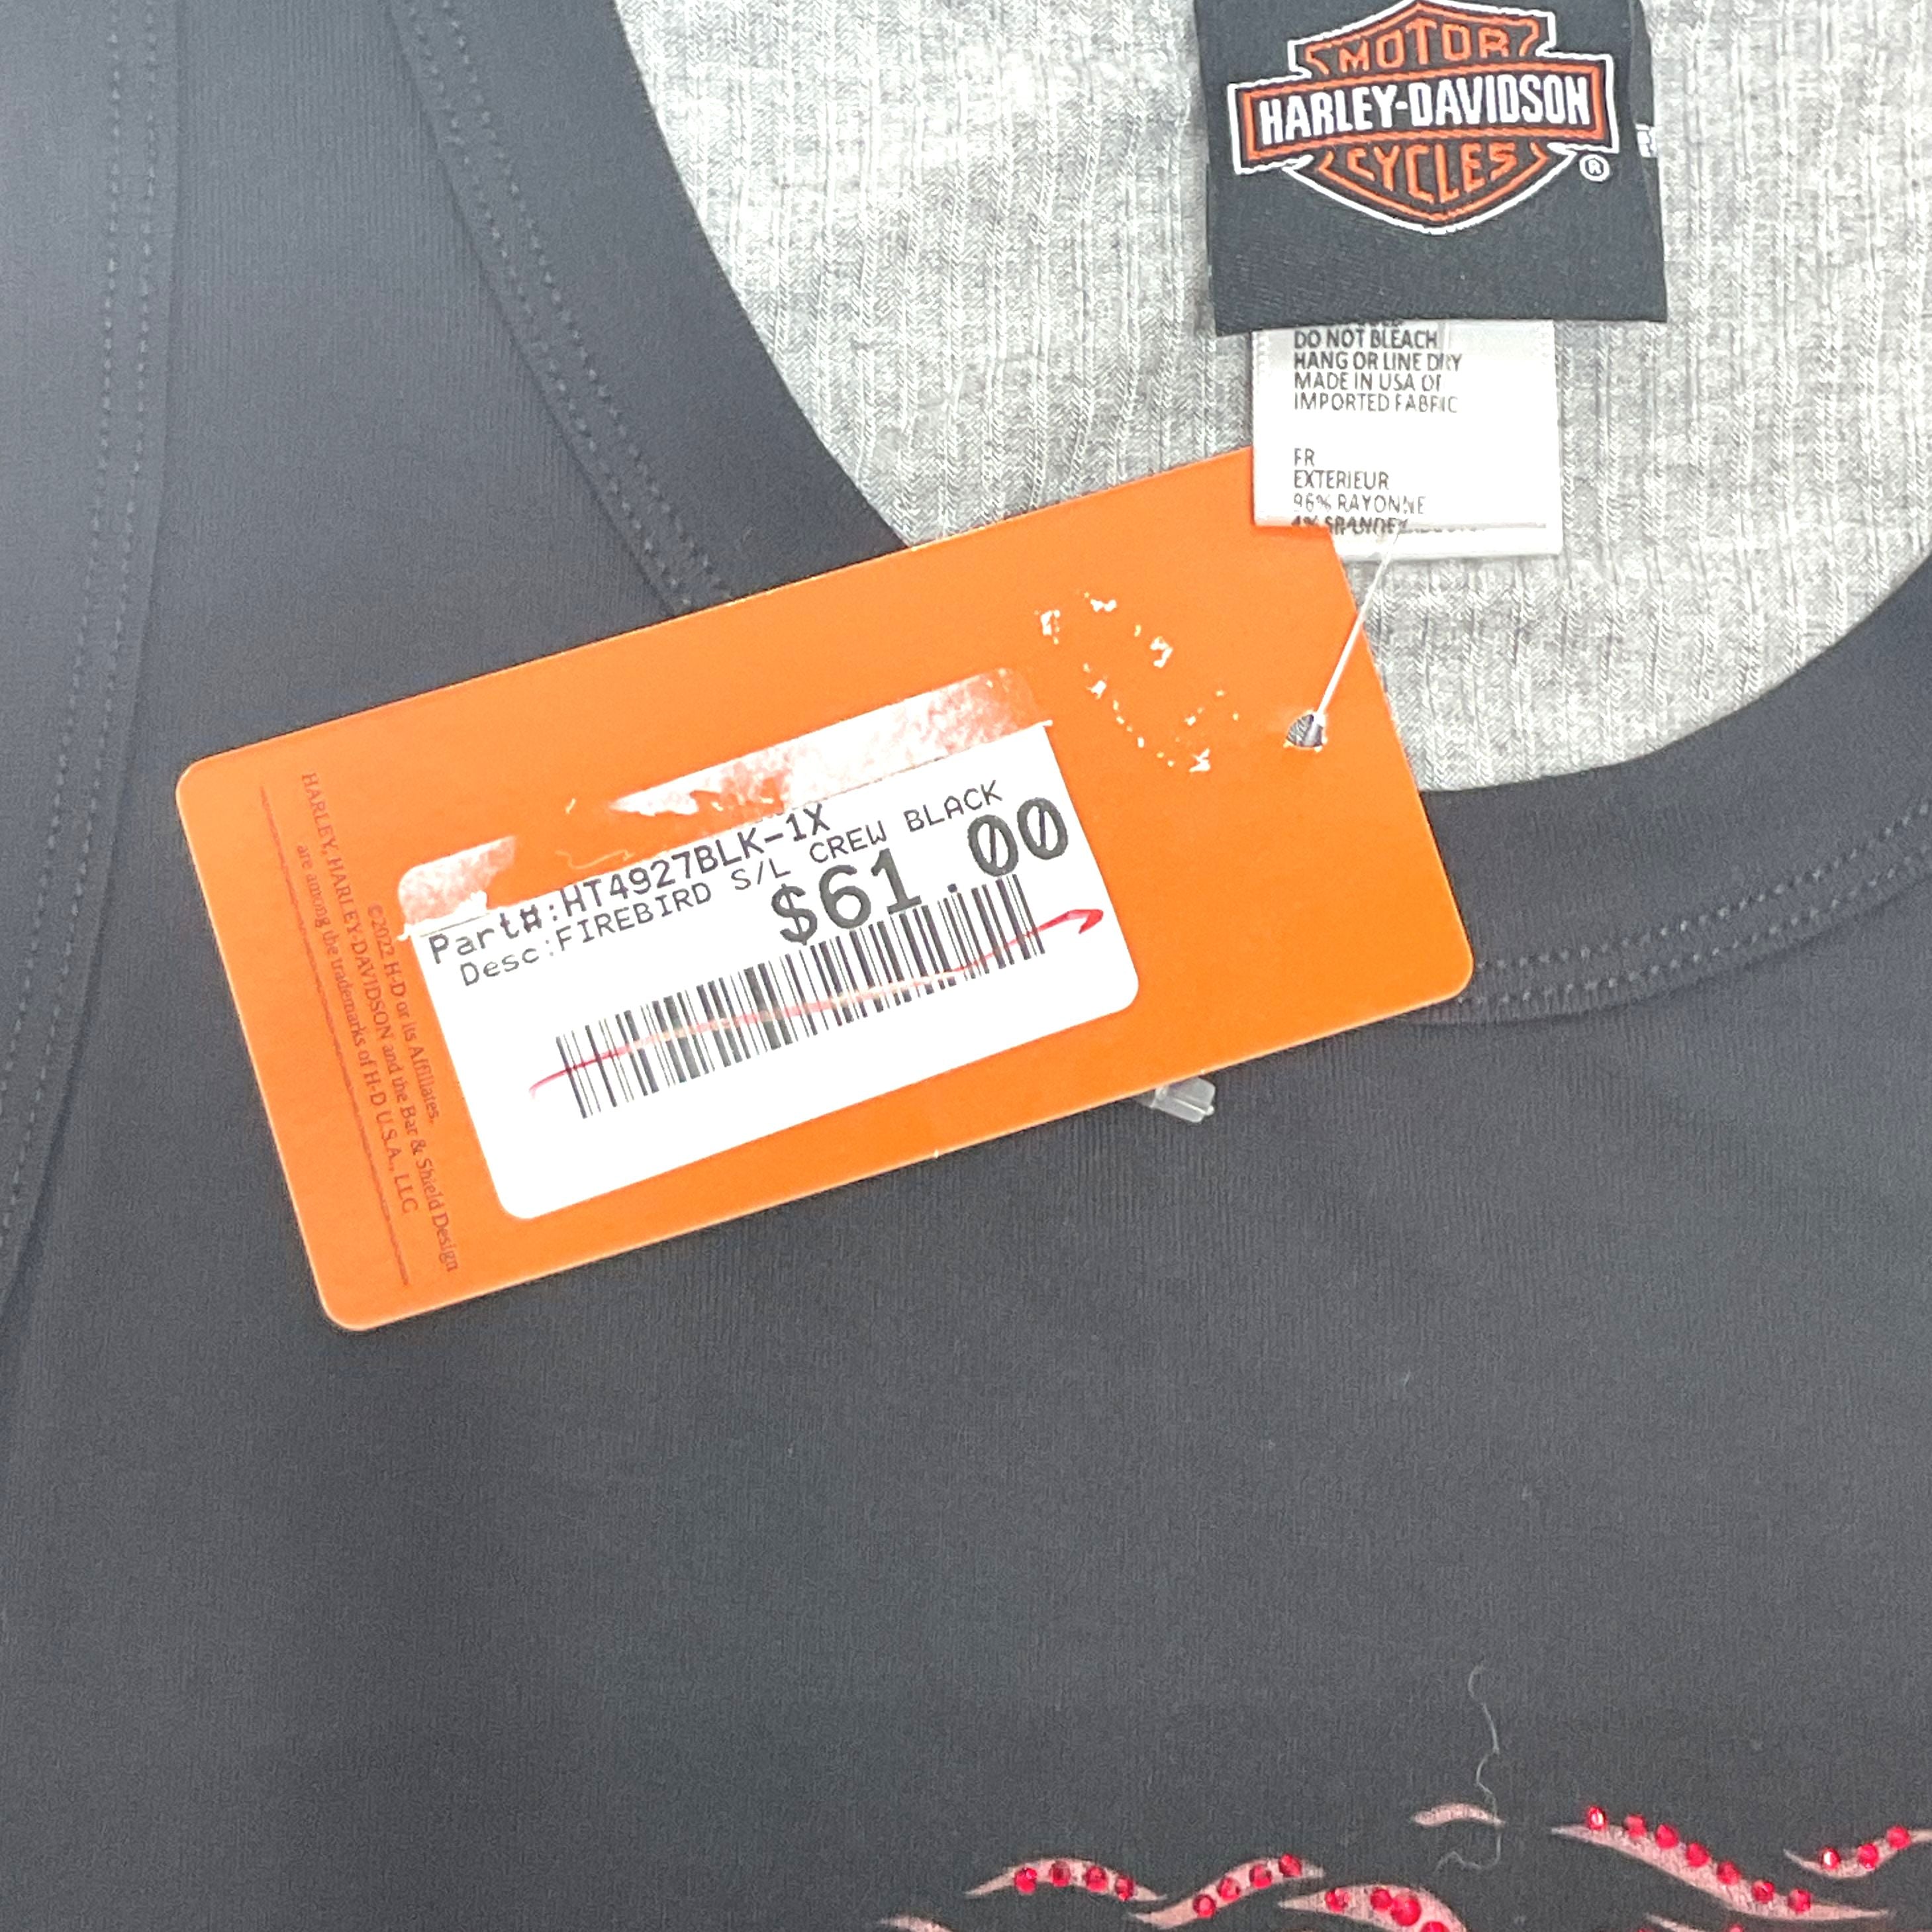 MOTOR
HARLEY-DAVIDSON
CYCLES
®
DO NOT BLEACH
HANG OR LINE DRY
MADE IN USA OF
IMPORTED FABRIC
FR
EXTERIEUR
96% RAYONNE
4% SPANDEX
Part#:HT4927BLK-1X
Desc:FIREBIRD S/L CREW BLACK
$61.00
©2022 H-D or its Affiliates.
HARLEY, HARLEY-DAVIDSON and the Bar & Shield Design
are among the trademarks of H-D U.S.A., LLC